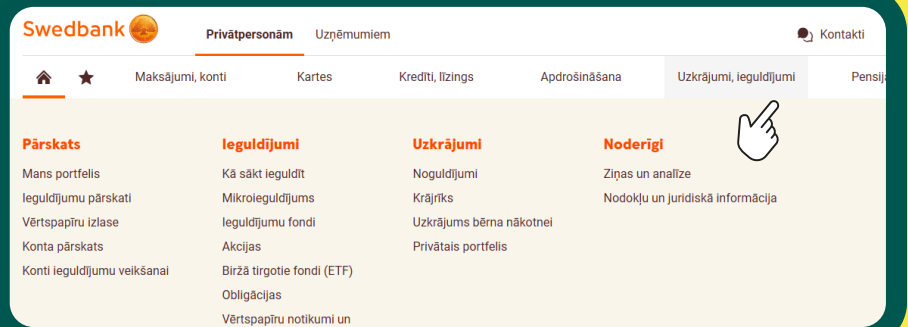 Swedbank
Privātpersonām Uzņēmumiem Kontakti
Maksājumi, konti Kartes Kredīti, līzings Apdrošināšana Uzkrājumi, ieguldījumi
Pārskats
Mans portfelis
Ieguldījumu pārskati
Vērtspapīru izlase
Konta pārskats
Konti ieguldījumu veikšanai
Ieguldījumi
Kā sākt ieguldīt
Mikroieguldījums
Ieguldījumu fondi
Akcijas
Biržā tirgotie fondi (ETF)
Obligācijas
Vērtspapīru notikumi un
Uzkrājumi
Noguldījumi
Krājrīks
Uzkrājums bērna nākotnei
Privātais portfelis
Noderīgi
Ziņas un analīze
Nodokļu un juridiskā informācija